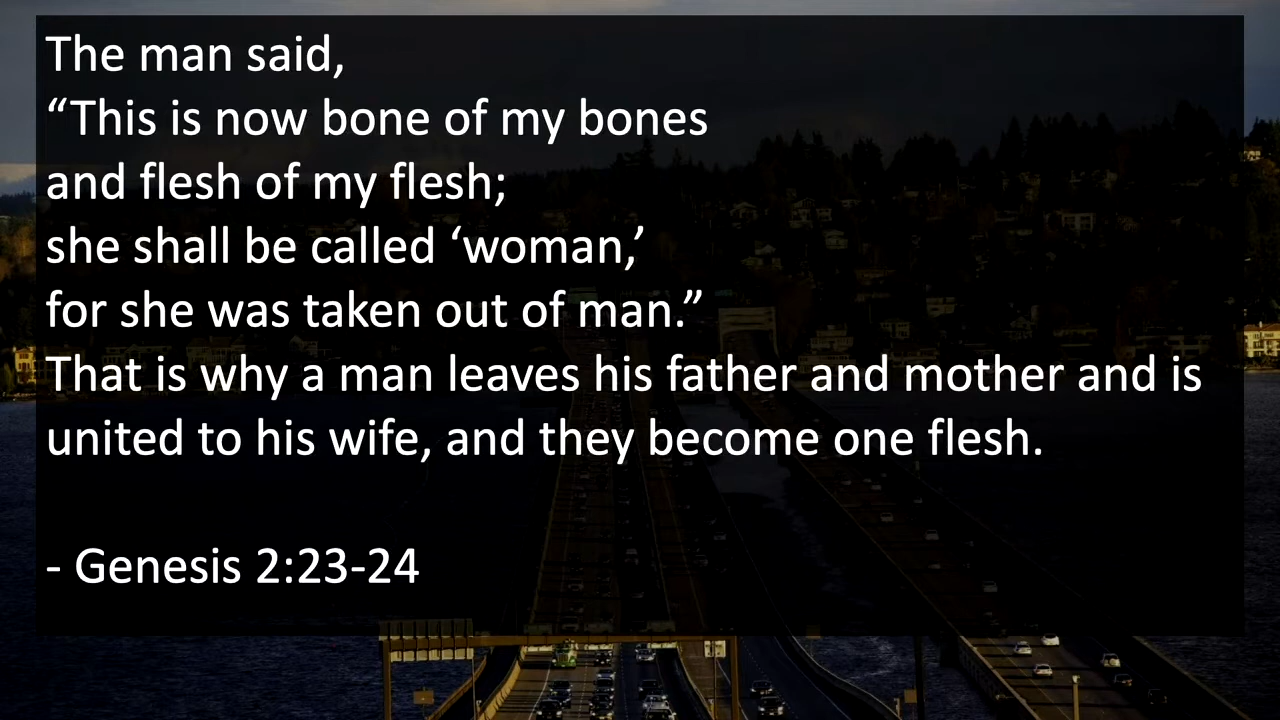 The man said,
“This is now bone of my bones
and flesh of my flesh;
she shall be called ‘woman,’
for she was taken out of man.”
That is why a man leaves his father and mother and is
united to his wife, and they become one flesh.
- Genesis 2:23-24